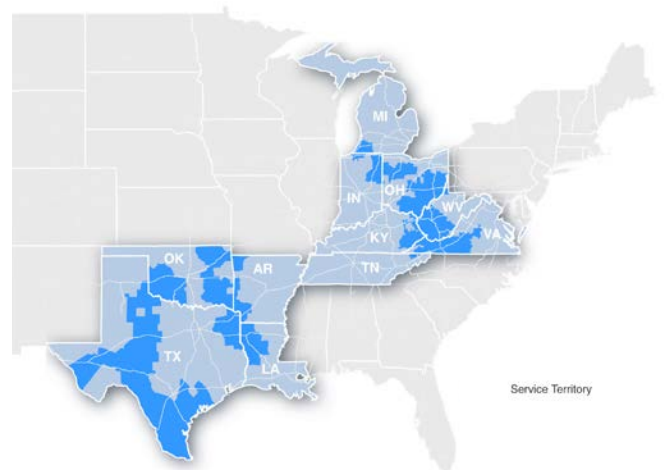 MI
IN
OH
WV
KY
VA
TN
OK
AR
TX
LA
Service Territory